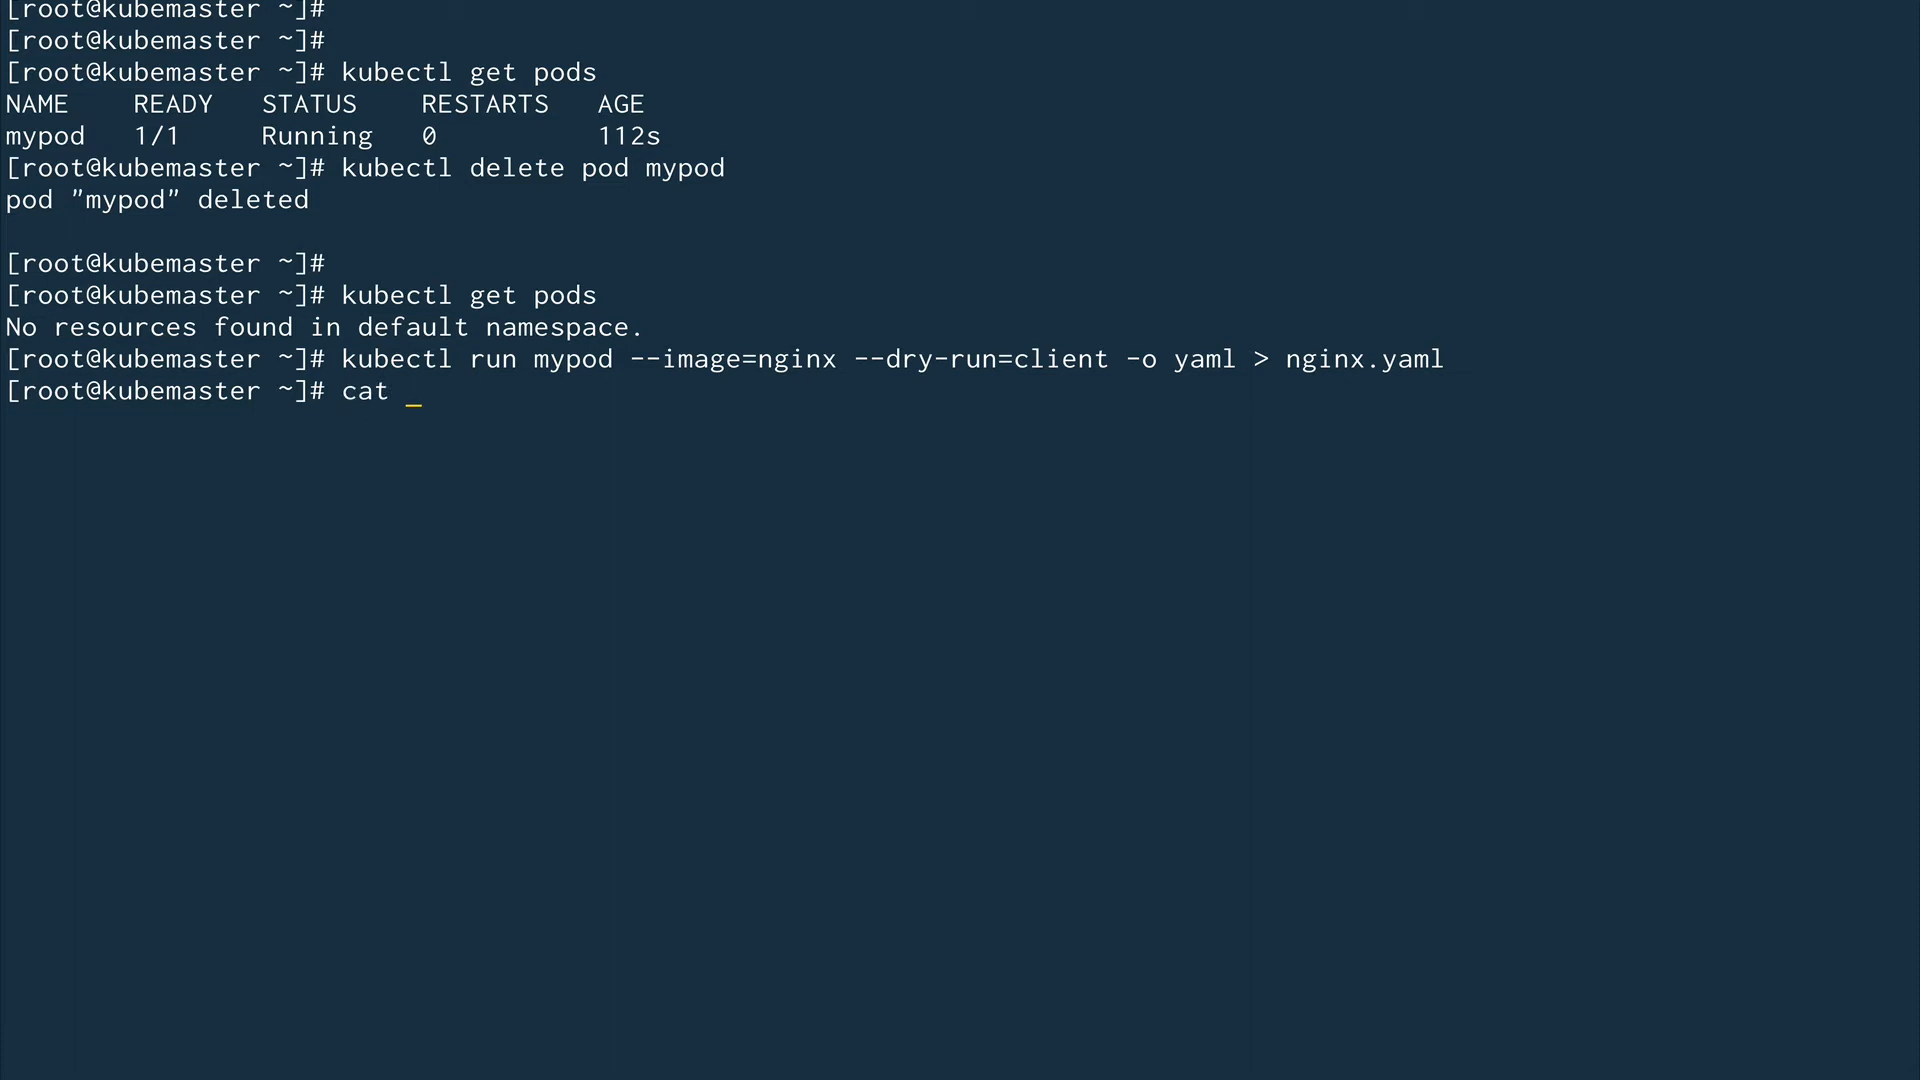 [root@kubemaster ~]#
[root@kubemaster ~]#
[root@kubemaster ~]# kubectl get pods
NAME    READY   STATUS    RESTARTS   AGE
mypod   1/1     Running   0          112s
[root@kubemaster ~]# kubectl delete pod mypod
pod "mypod" deleted
[root@kubemaster ~]#
[root@kubemaster ~]# kubectl get pods
No resources found in default namespace.
[root@kubemaster ~]# kubectl run mypod --image=nginx --dry-run=client -o yaml > nginx.yaml
[root@kubemaster ~]# cat _